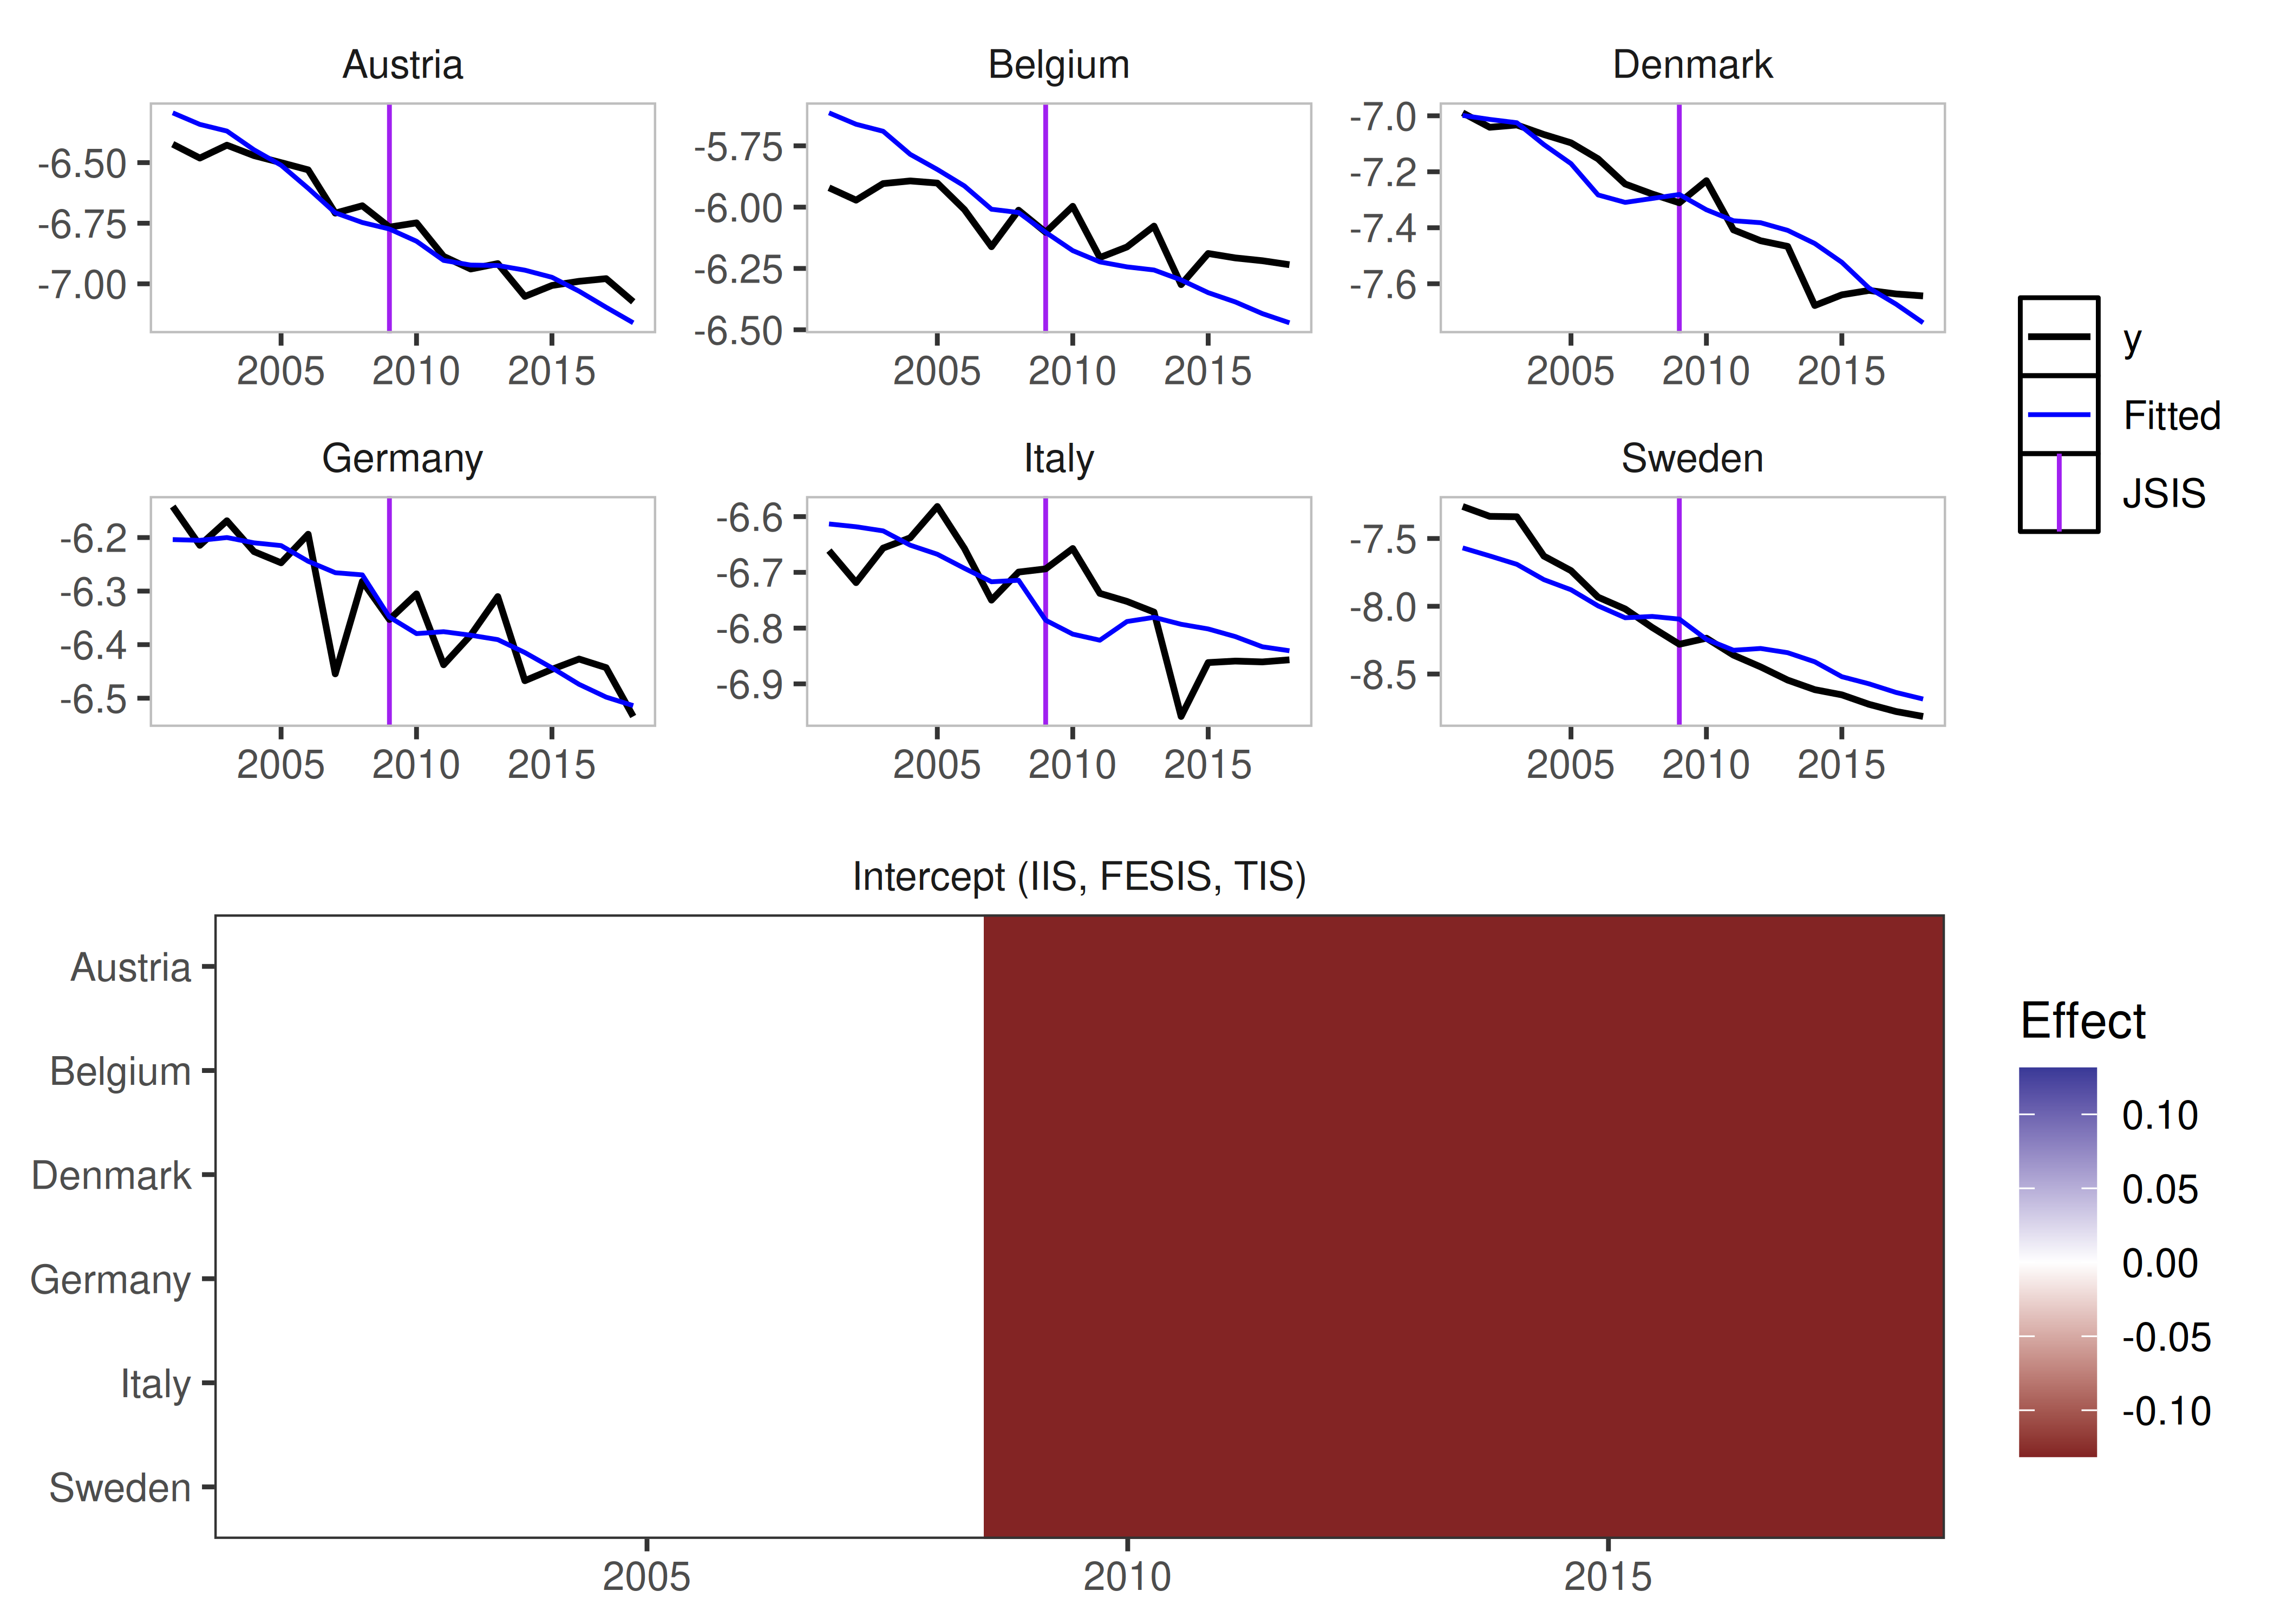 Austria
Belgium
Denmark
-6.50
-6.75
-7.00
2005 2010 2015
-5.75
-6.00
-6.25
-6.50
2005 2010 2015
-7.0
-7.2
-7.4
-7.6
2005 2010 2015
y
Fitted
JSIS
Germany
Italy
Sweden
-6.2
-6.3
-6.4
-6.5
2005 2010 2015
-6.6
-6.7
-6.8
-6.9
2005 2010 2015
-7.5
-8.0
-8.5
2005 2010 2015
Intercept (IIS, FESIS, TIS)
Austria
Belgium
Denmark
Germany
Italy
Sweden
2005 2010 2015
Effect
0.10
0.05
0.00
-0.05
-0.10